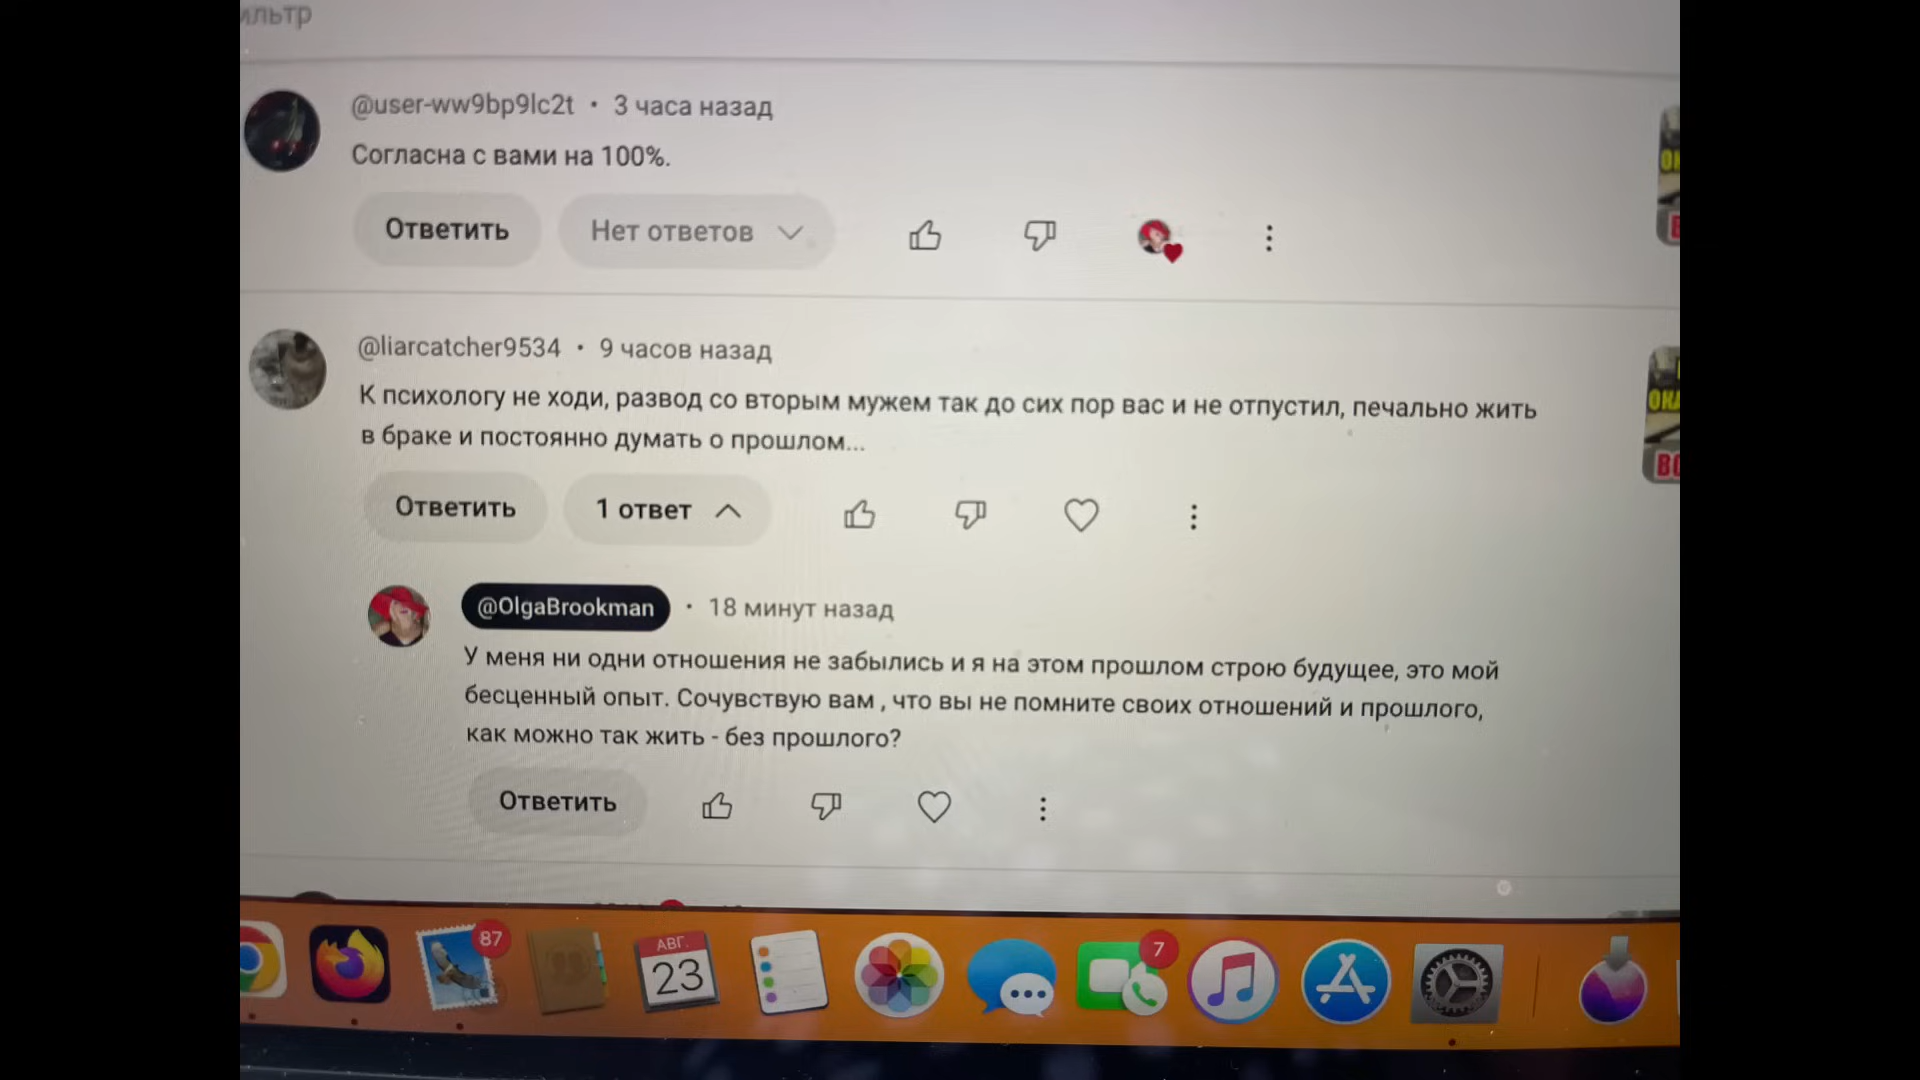 ильтр
@user-ww9bp9lc2t • 3 часа назад
Согласна с вами на 100%.
Ответить Нет ответов
@liarcatcher9534 • 9 часов назад
К психологу не ходи, развод со вторым мужем так до сих пор вас и не отпустил, печально жить
в браке и постоянно думать о прошлом...
Ответить 1 ответ
@OlgaBrookman • 18 минут назад
У меня ни одни отношения не забылись и я на этом прошлом строю будущее, это мой
бесценный опыт. Сочувствую вам , что вы не помните своих отношений и прошлого,
как можно так жить - без прошлого?
Ответить
87
АВГ.
23
7